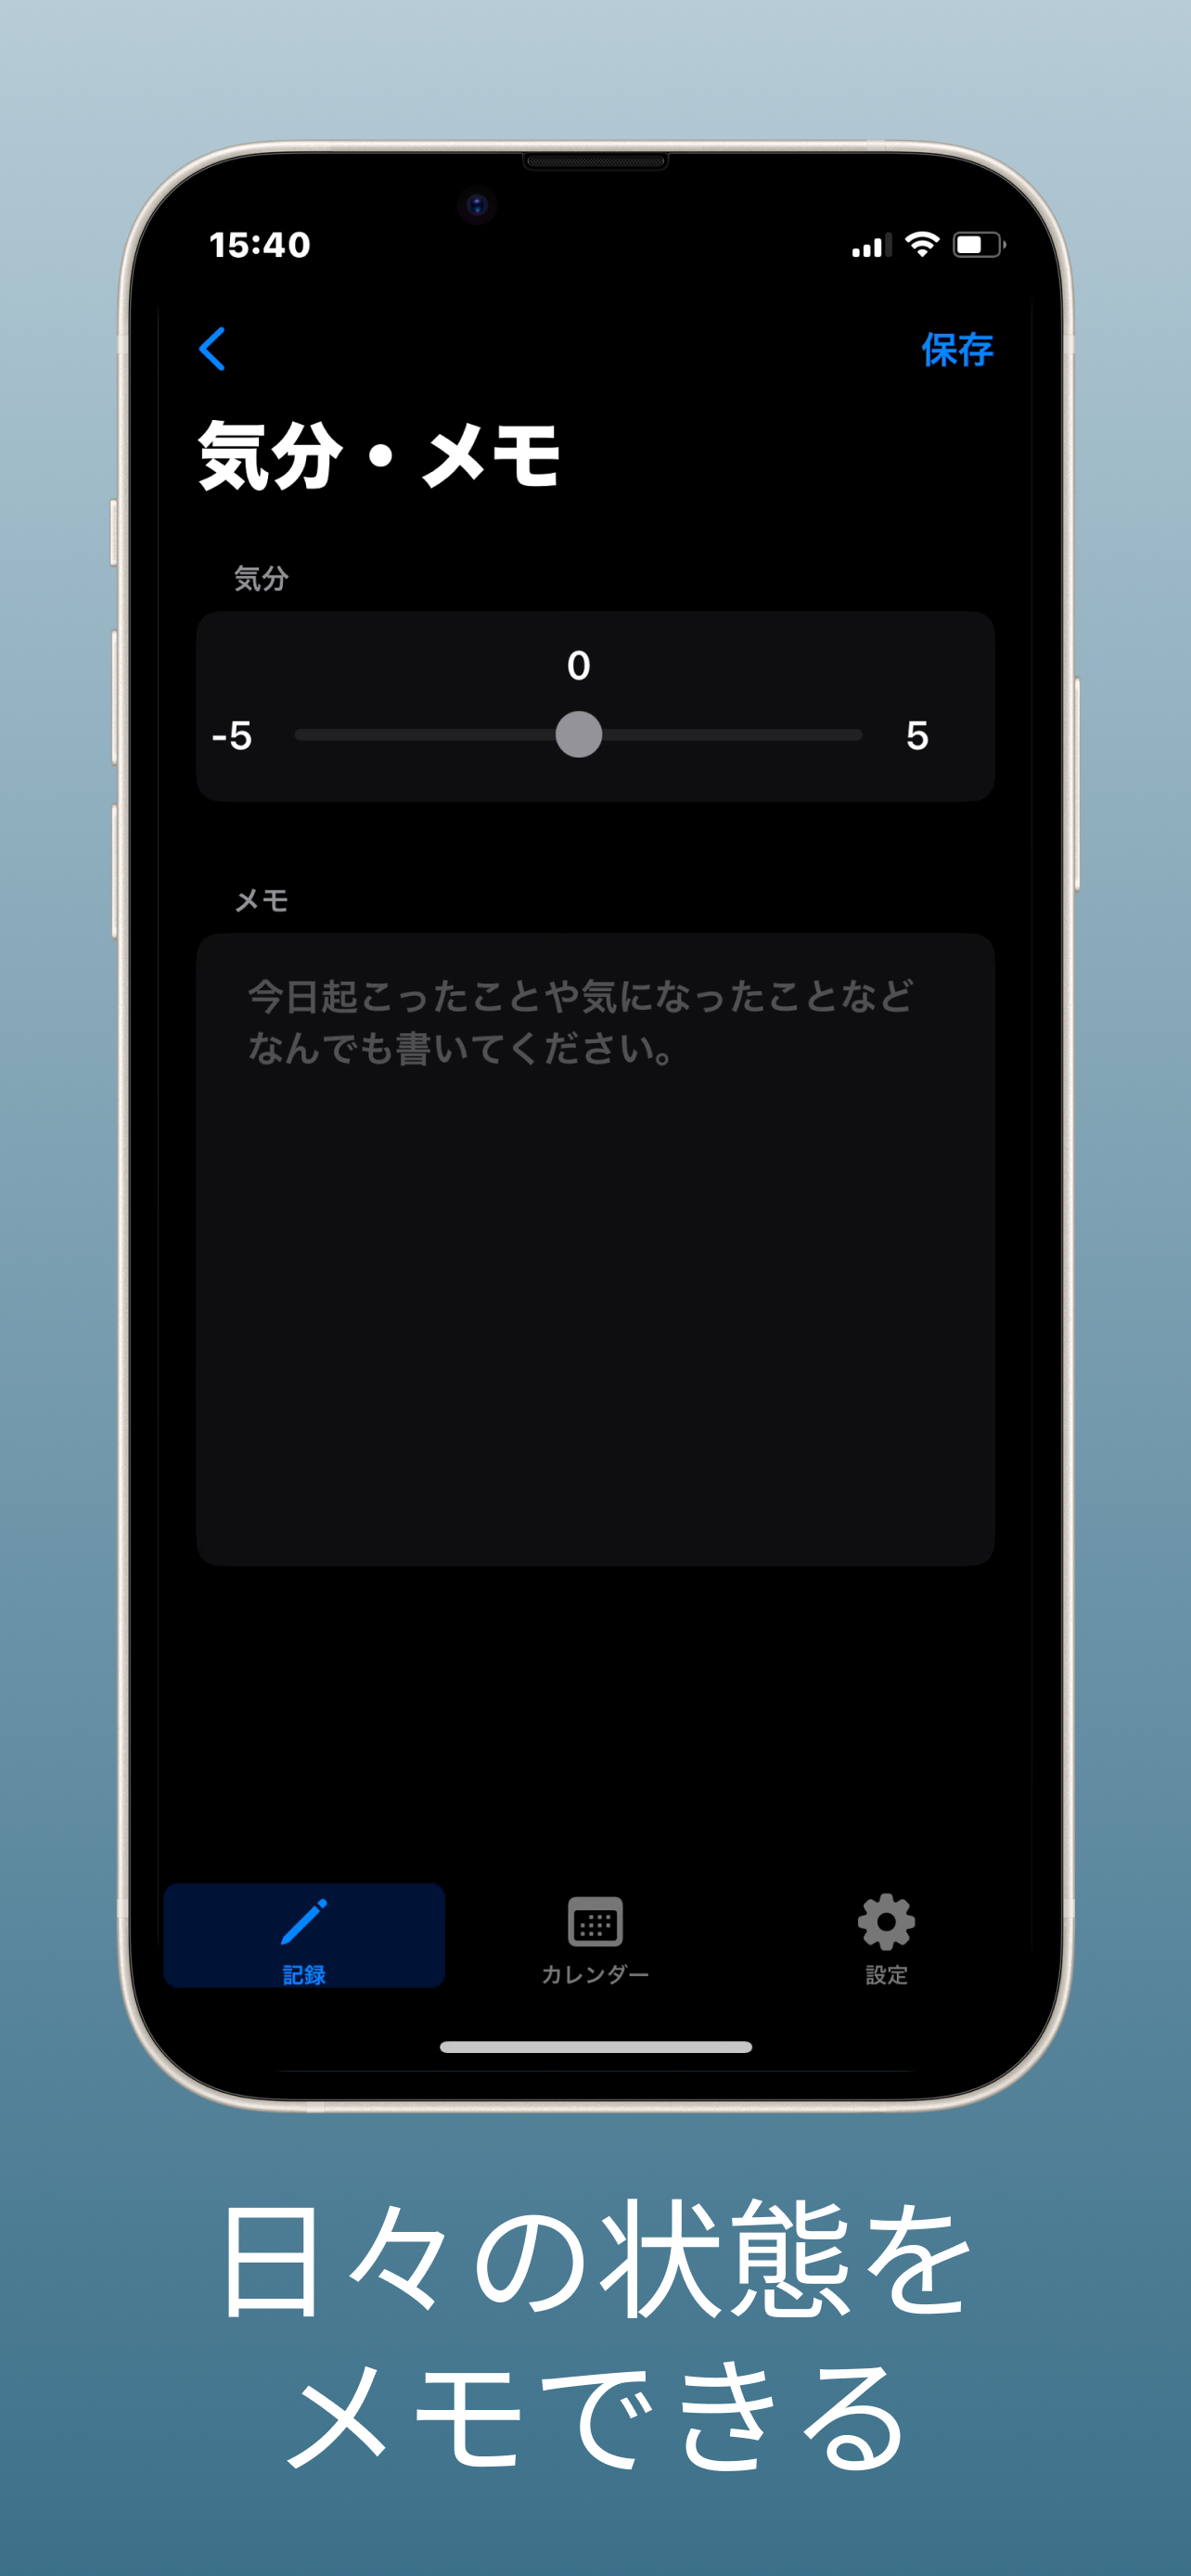 15:40
保存
気分・メモ
気分
0
-5
5
メモ
今日起こったことや気になったことなど
なんでも書いてください。
記録
カレンダー
設定
日々の状態を
メモできる